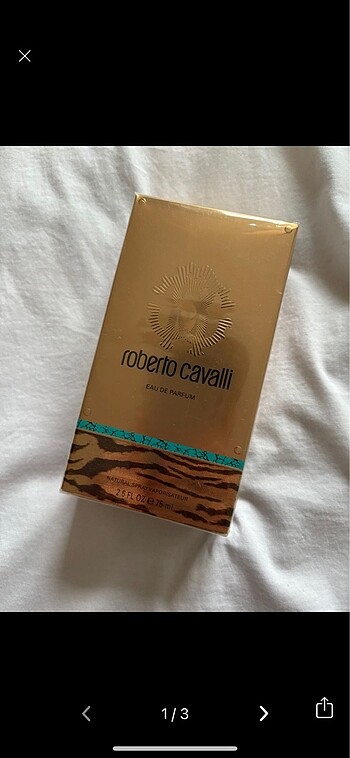 roberto cavalli
EAU DE PARFUM
NATURAL SPRAY VAPORISATEUR
2.5 FL OZ e 75 ml
1/3